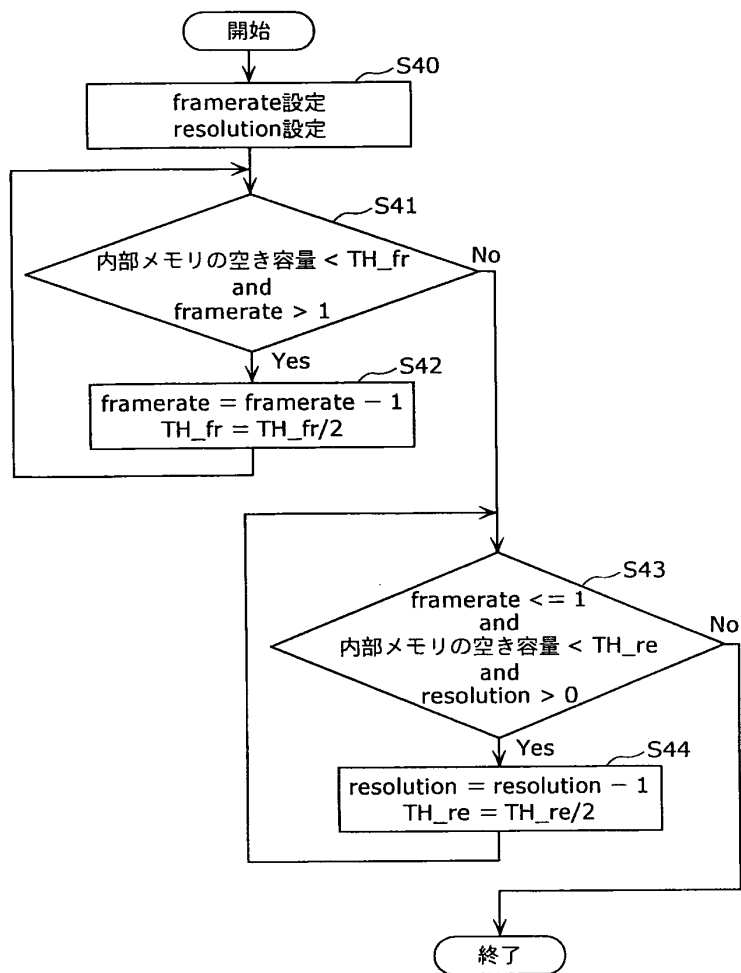 開始
S40
framerate設定
resolution設定
S41
内部メモリの空き容量 < TH_fr
and
framerate > 1
No
Yes
S42
framerate = framerate − 1
TH_fr = TH_fr/2
S43
framerate <= 1
and
内部メモリの空き容量 < TH_re
and
resolution > 0
No
Yes
S44
resolution = resolution − 1
TH_re = TH_re/2
終了